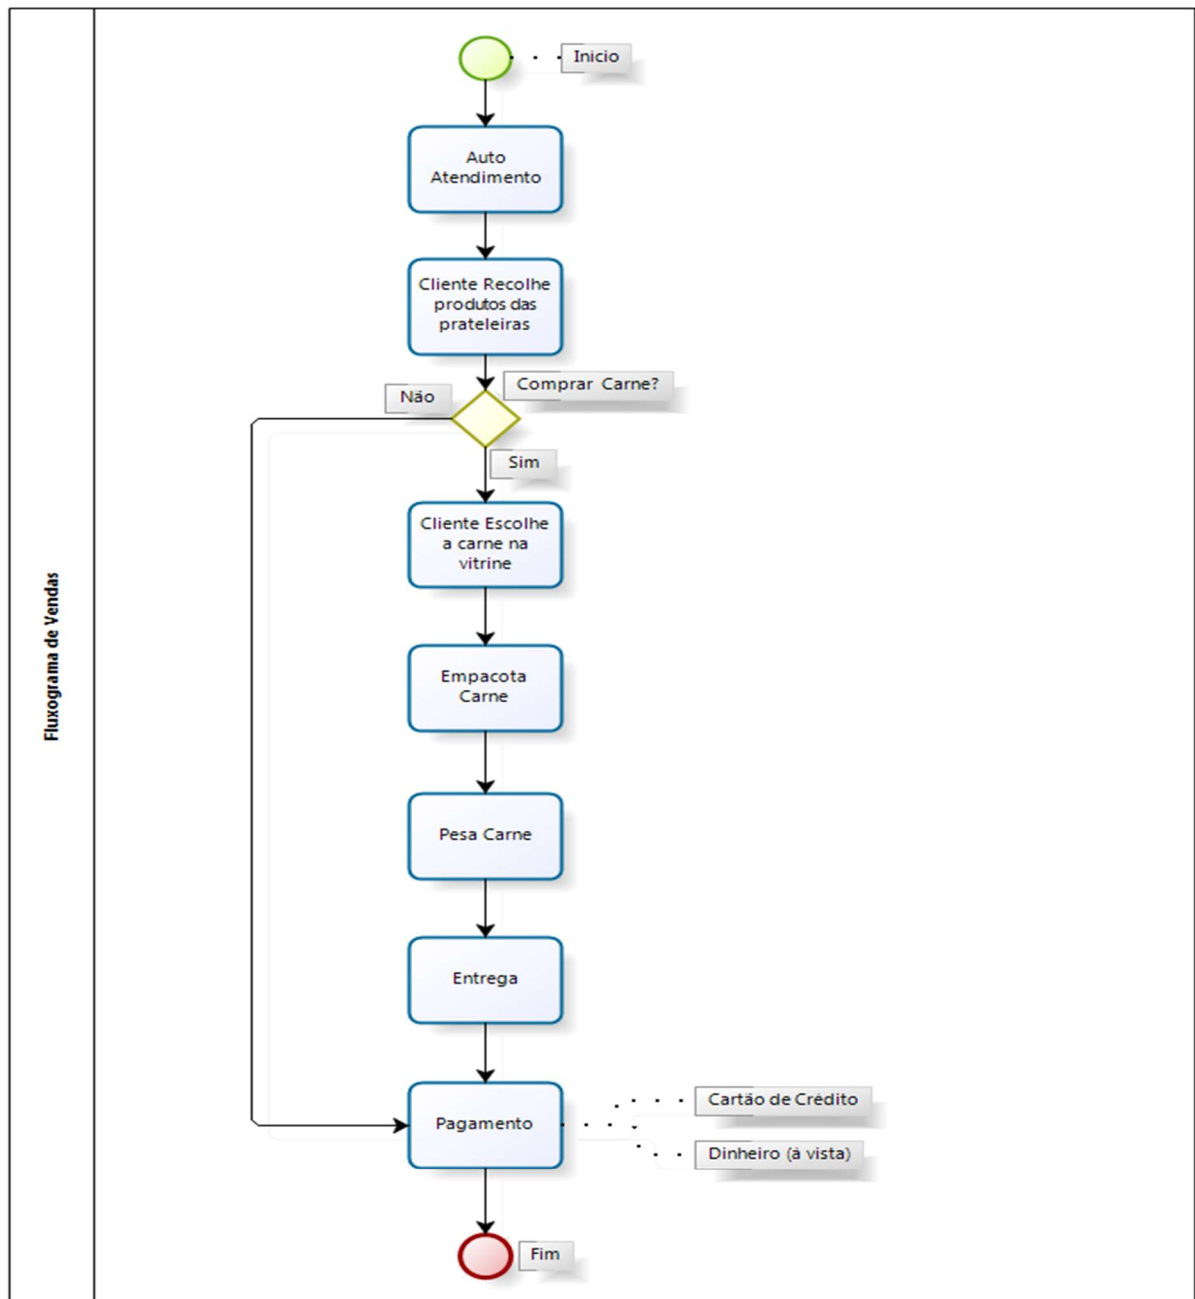 Inicio
Auto
Atendimento
Cliente Recolhe
produtos das
prateleiras
Comprar Carne?
Não
Sim
Cliente Escolhe
a carne na
vitrine
Empacota
Carne
Pesa Carne
Entrega
Pagamento
Cartão de Crédito
Dinheiro (á vista)
Fim
Fluxograma de Vendas